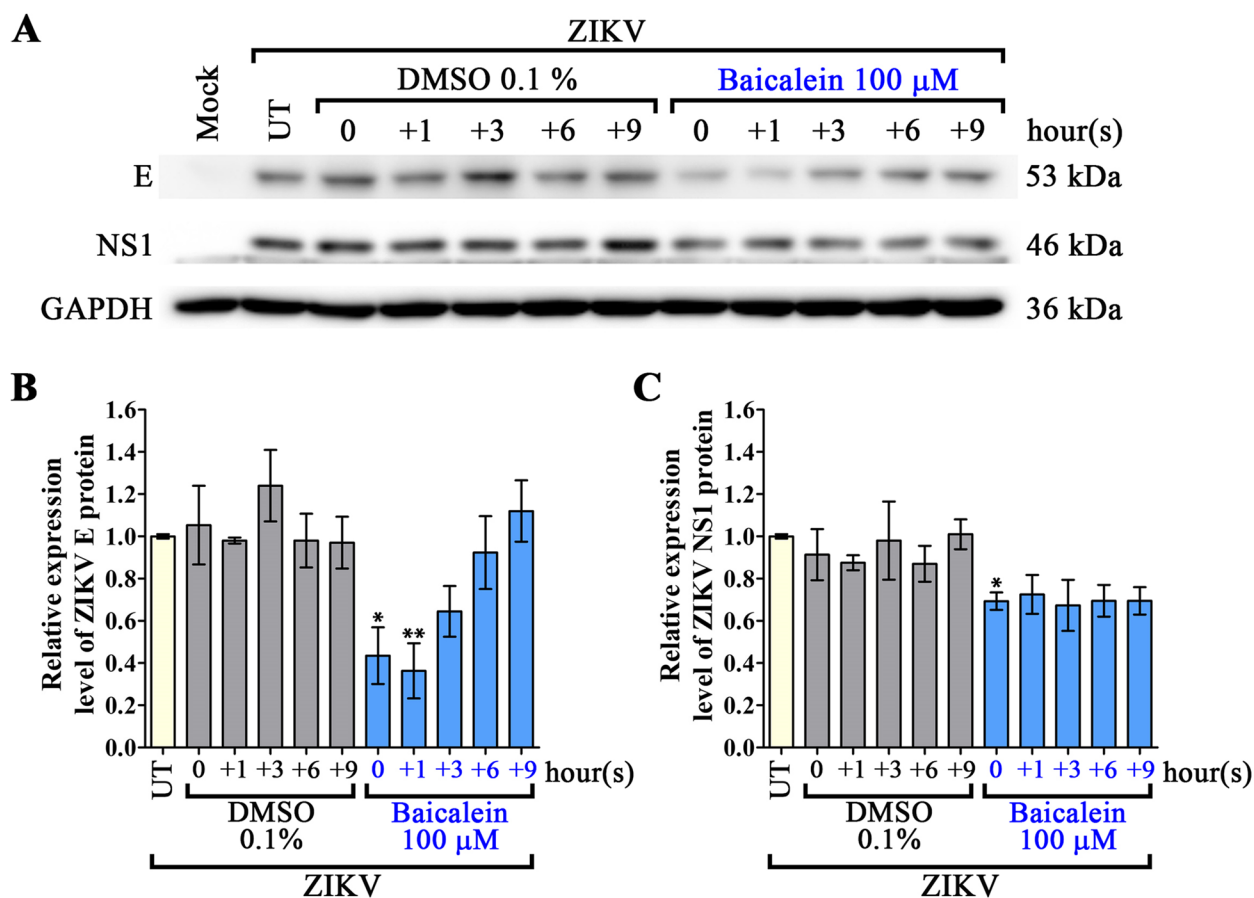 A
ZIKV
DMSO 0.1 %
Baicalein 100 μM
Mock
UT
0 +1 +3 +6 +9 0 +1 +3 +6 +9 hour(s)
E 53 kDa
NS1 46 kDa
GAPDH 36 kDa
B
Relative expression
level of ZIKV E protein
1.6
1.4
1.2
1.0
0.8
0.6
0.4
0.2
0.0
* **
UT 0 +1 +3 +6 +9 0 +1 +3 +6 +9 hour(s)
DMSO
0.1%
Baicalein
100 μM
ZIKV
C
Relative expression
level of ZIKV NS1 protein
1.6
1.4
1.2
1.0
0.8
0.6
0.4
0.2
0.0
*
UT 0 +1 +3 +6 +9 0 +1 +3 +6 +9 hour(s)
DMSO
0.1%
Baicalein
100 μM
ZIKV